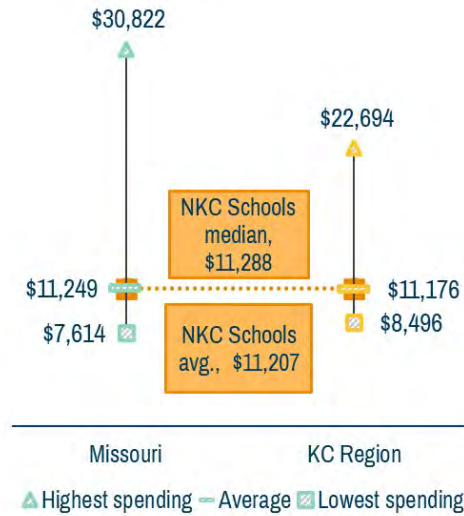 $30,822
$22,694
NKC Schools
median,
$11,288
$11,249
$11,176
$7,614
$8,496
NKC Schools
avg., $11,207
Missouri
KC Region
Highest spending
Average
Lowest spending